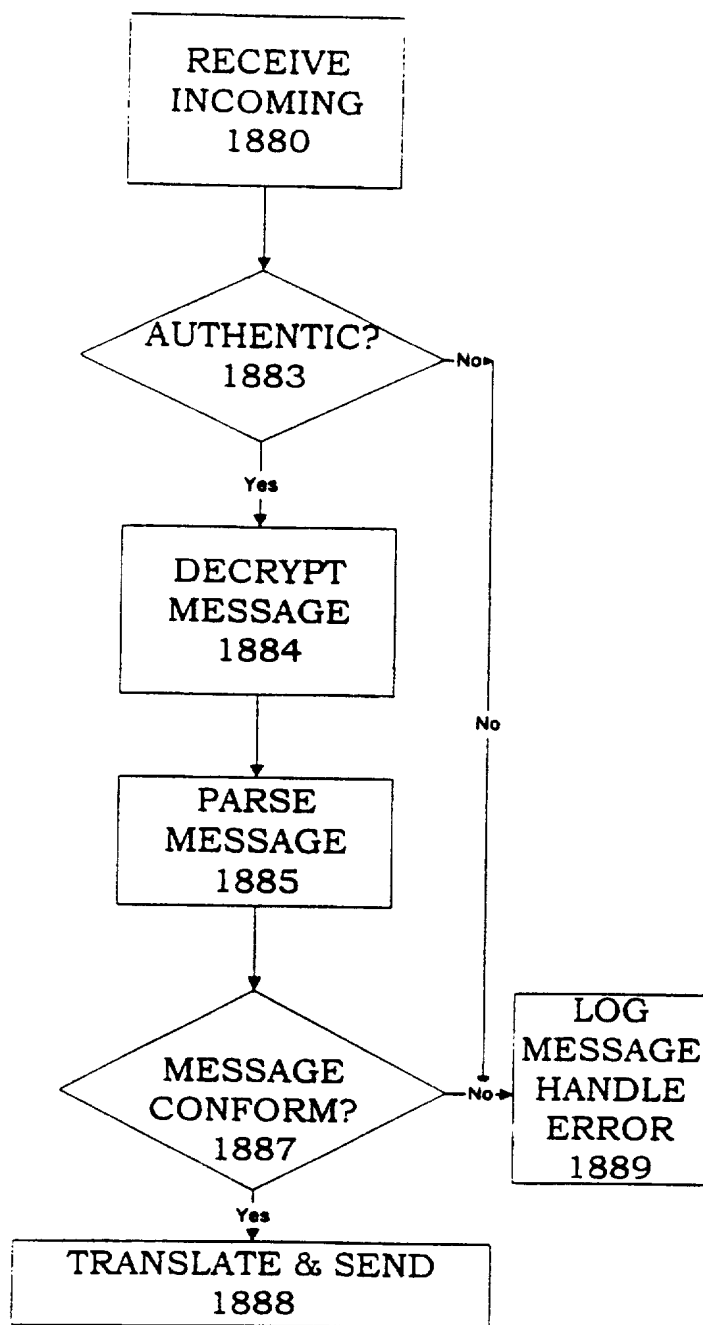 RECEIVE
INCOMING
1880
AUTHENTIC?
1883
No
Yes
DECRYPT
MESSAGE
1884
No
PARSE
MESSAGE
1885
MESSAGE
CONFORM?
1887
No
LOG
MESSAGE
HANDLE
ERROR
1889
Yes
TRANSLATE & SEND
1888